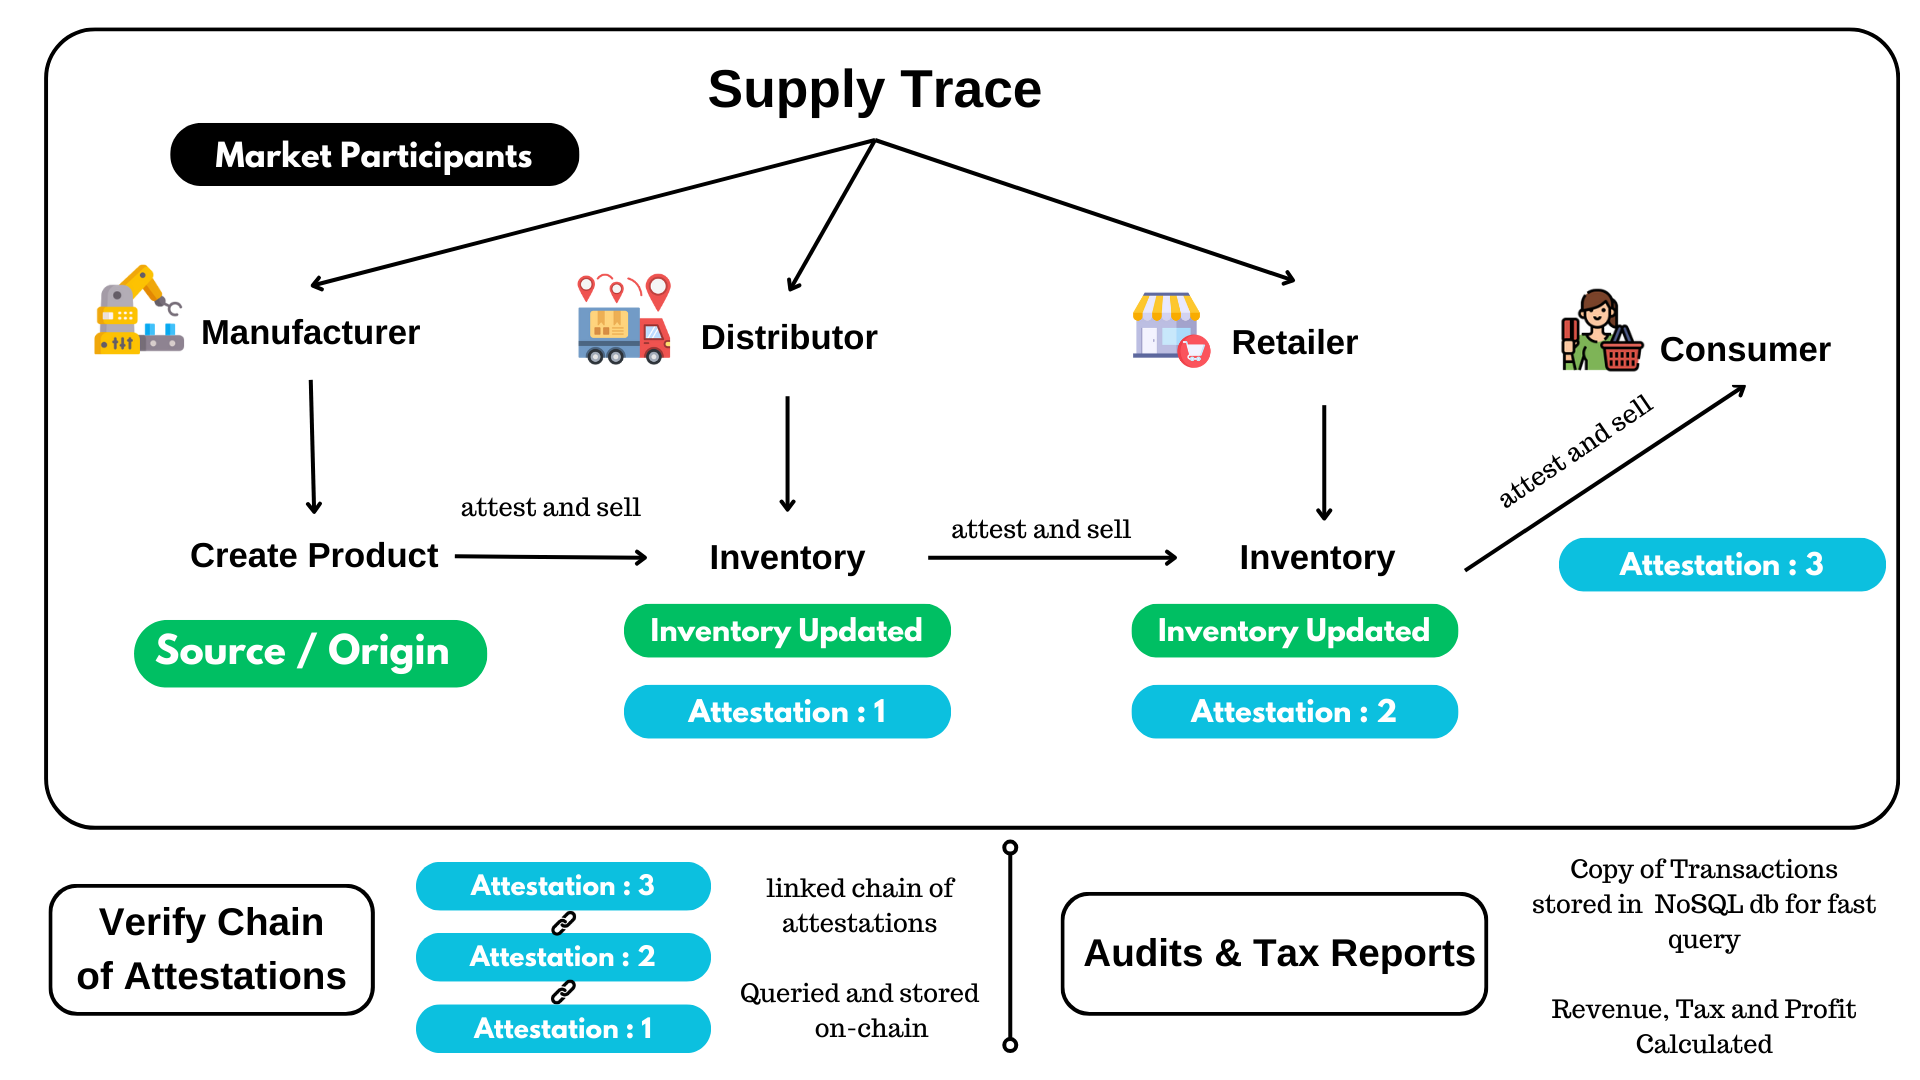 Supply Trace
Market Participants
Manufacturer
Distributor
Retailer
Consumer
attest and sell
attest and sell
attest and sell
Create Product
Inventory
Inventory
Source / Origin
Inventory Updated
Inventory Updated
Attestation : 1
Attestation : 2
Attestation : 3
Verify Chain
of Attestations
Attestation : 3
Attestation : 2
Attestation : 1
linked chain of
attestations
Queried and stored
on-chain
Audits & Tax Reports
Copy of Transactions
stored in NoSQL db for fast
query
Revenue, Tax and Profit
Calculated